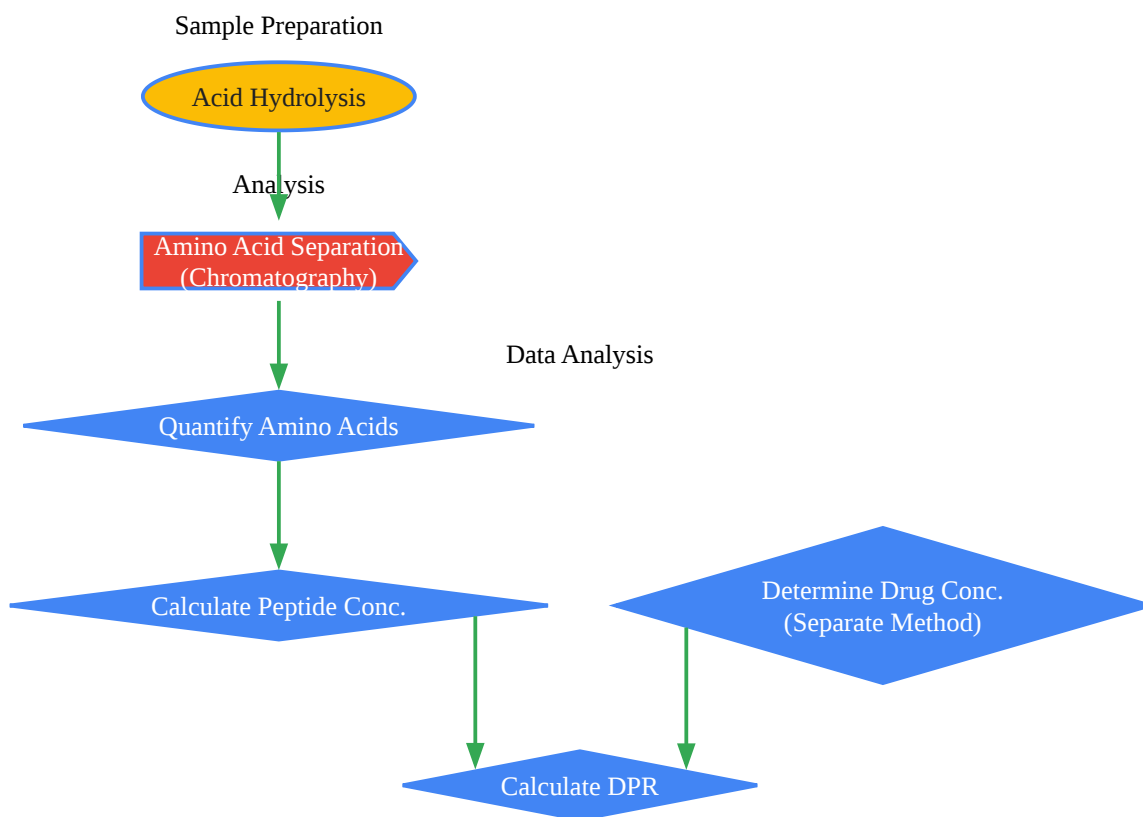 Sample Preparation
Acid Hydrolysis
Analysis
Amino Acid Separation
(Chromatography)
Data Analysis
Quantify Amino Acids
Calculate Peptide Conc.
Determine Drug Conc.
(Separate Method)
Calculate DPR